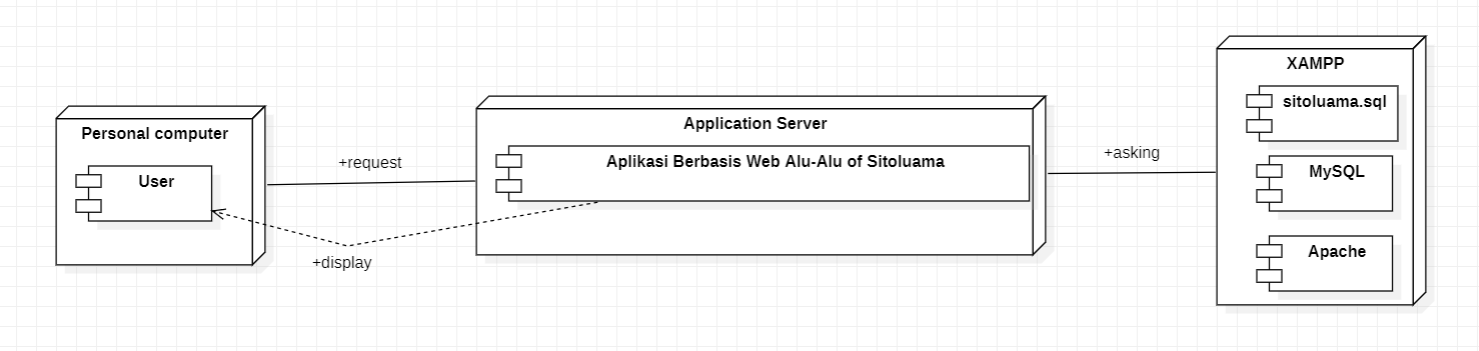 Personal computer
User
+request
+display
Application Server
Aplikasi Berbasis Web Alu-Alu of Sitoluama
+asking
XAMPP
sitoluama.sql
MySQL
Apache